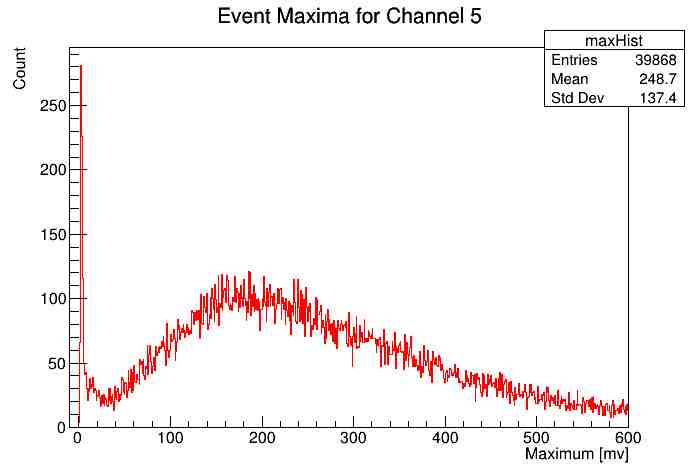 Event Maxima for Channel 5
maxHist
Entries 39868
Mean 248.7
Std Dev 137.4
Count
250
200
150
100
50
0
0 100 200 300 400 500 600
Maximum [mv]